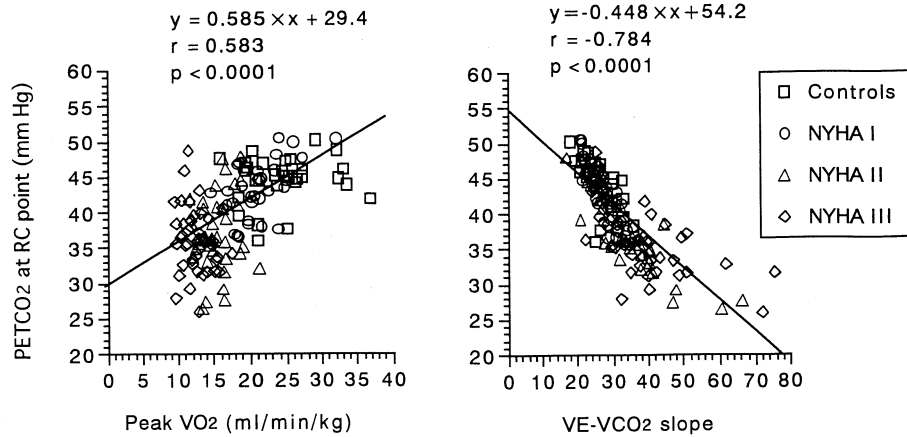 y = 0.585 × x + 29.4
r = 0.583
p < 0.0001
y = -0.448 × x + 54.2
r = -0.784
p < 0.0001
PETCO2 at RC point (mm Hg)
60
55
50
45
40
35
30
25
20
0 5 10 15 20 25 30 35 40
Peak VO2 (ml/min/kg)
60
55
50
45
40
35
30
25
20
0 10 20 30 40 50 60 70 80
VE-VCO2 slope
Controls
NYHA I
NYHA II
NYHA III